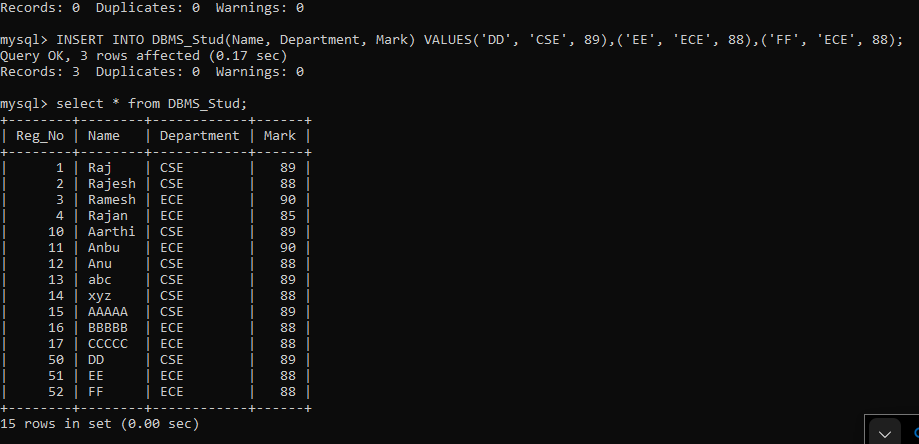 Records: 0  Duplicates: 0  Warnings: 0
mysql> INSERT INTO DBMS_Stud(Name, Department, Mark) VALUES('DD', 'CSE', 89),('EE', 'ECE', 88),('FF', 'ECE', 88);
Query OK, 3 rows affected (0.17 sec)
Records: 3  Duplicates: 0  Warnings: 0
mysql> select * from DBMS_Stud;
+--------+--------+------------+------+
| Reg_No | Name   | Department | Mark |
+--------+--------+------------+------+
|      1 | Raj    | CSE        |   89 |
|      2 | Rajesh | CSE        |   88 |
|      3 | Ramesh | ECE        |   90 |
|      4 | Rajan  | ECE        |   85 |
|     10 | Aarthi | CSE        |   89 |
|     11 | Anbu   | ECE        |   90 |
|     12 | Anu    | CSE        |   88 |
|     13 | abc    | CSE        |   89 |
|     14 | xyz    | CSE        |   88 |
|     15 | AAAAA  | CSE        |   89 |
|     16 | BBBBB  | ECE        |   88 |
|     17 | CCCCC  | ECE        |   88 |
|     50 | DD     | CSE        |   89 |
|     51 | EE     | ECE        |   88 |
|     52 | FF     | ECE        |   88 |
+--------+--------+------------+------+
15 rows in set (0.00 sec)